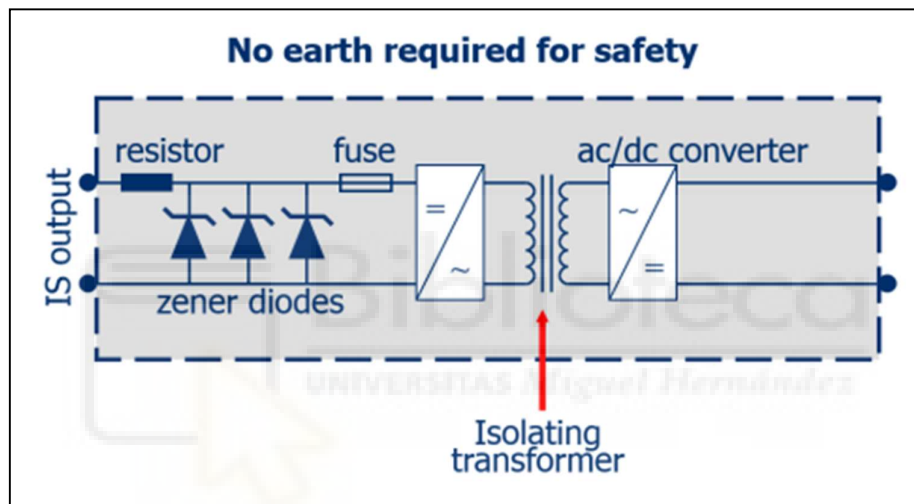 No earth required for safety
resistor
fuse
ac/dc converter
IS output
=
~
~
=
zener diodes
Biblioteca
UNIVERSITAS Miguel Hernández
Isolating
transformer